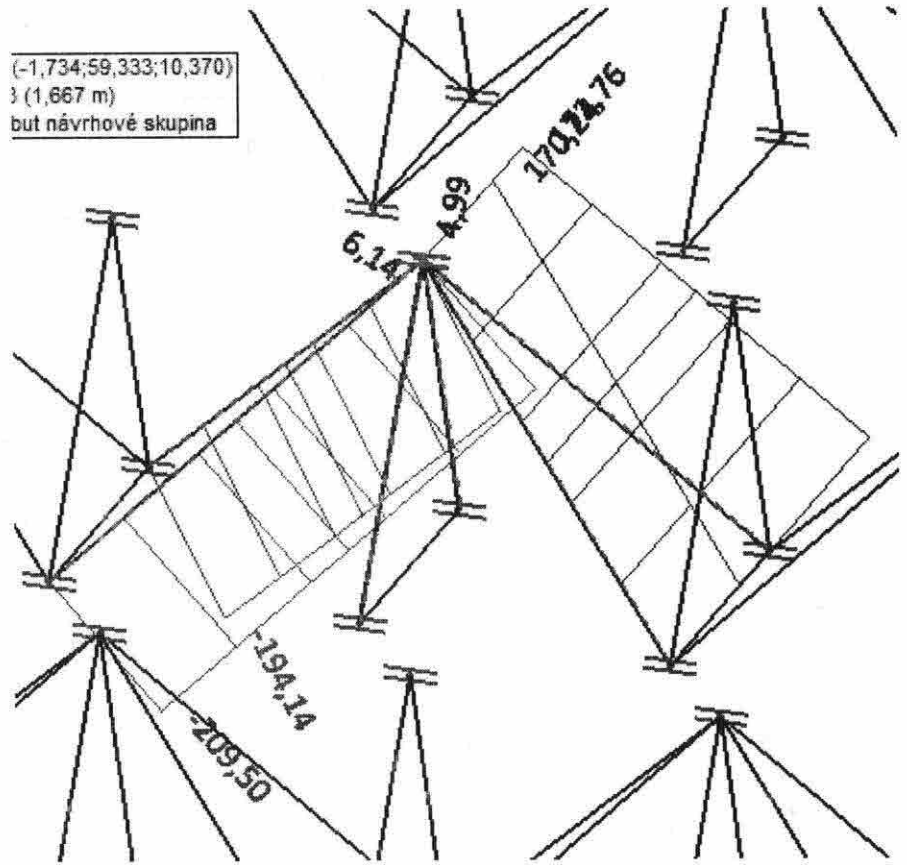 (-1,734;59,333;10,370)
(1,667 m)
but návrhové skupina
4,99
6,14
-194,14
-209,50